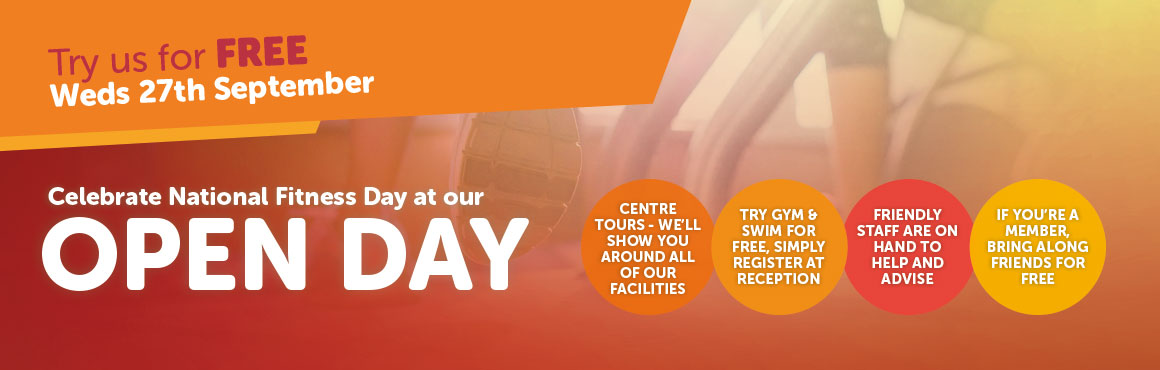 Try us for FREE
Weds 27th September
Celebrate National Fitness Day at our
OPEN DAY
CENTRE
TOURS - WE'LL
SHOW YOU
AROUND ALL
OF OUR
FACILITIES
TRY GYM &
SWIM FOR
FREE, SIMPLY
REGISTER AT
RECEPTION
FRIENDLY
STAFF ARE ON
HAND TO
HELP AND
ADVISE
IF YOU'RE A
MEMBER,
BRING ALONG
FRIENDS FOR
FREE